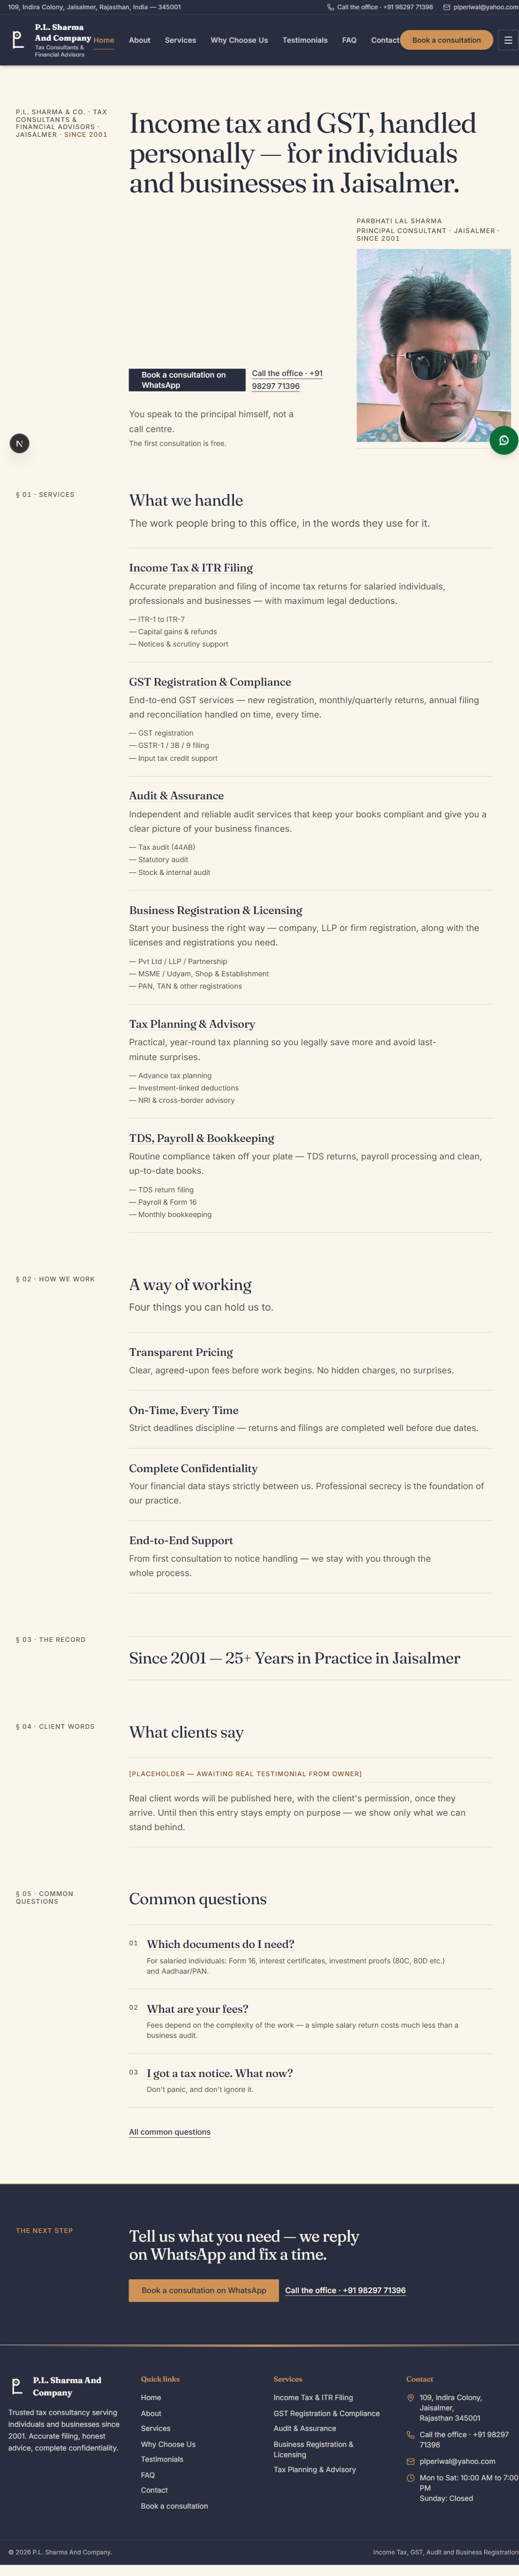 109, Indira Colony, Jaisalmer, Rajasthan, India — 345001
Call the office · +91 98297 71396
plperiwal@yahoo.com
P.L. Sharma
And Company
Tax Consultants &
Financial Advisors
Home
About
Services
Why Choose Us
Testimonials
FAQ
Contact
Book a consultation
P.L. SHARMA & CO. · TAX
CONSULTANTS &
FINANCIAL ADVISORS ·
JAISALMER · SINCE 2001
Income tax and GST, handled
personally — for individuals
and businesses in Jaisalmer.
PARBHATI LAL SHARMA
PRINCIPAL CONSULTANT · JAISALMER ·
SINCE 2001
Book a consultation on
WhatsApp
Call the office · +91
98297 71396
You speak to the principal himself, not a
call centre.
The first consultation is free.
N
§ 01 · SERVICES
What we handle
The work people bring to this office, in the words they use for it.
Income Tax & ITR Filing
Accurate preparation and filing of income tax returns for salaried individuals,
professionals and businesses — with maximum legal deductions.
— ITR-1 to ITR-7
— Capital gains & refunds
— Notices & scrutiny support
GST Registration & Compliance
End-to-end GST services — new registration, monthly/quarterly returns, annual filing
and reconciliation handled on time, every time.
— GST registration
— GSTR-1 / 3B / 9 filing
— Input tax credit support
Audit & Assurance
Independent and reliable audit services that keep your books compliant and give you a
clear picture of your business finances.
— Tax audit (44AB)
— Statutory audit
— Stock & internal audit
Business Registration & Licensing
Start your business the right way — company, LLP or firm registration, along with the
licenses and registrations you need.
— Pvt Ltd / LLP / Partnership
— MSME / Udyam, Shop & Establishment
— PAN, TAN & other registrations
Tax Planning & Advisory
Practical, year-round tax planning so you legally save more and avoid last-
minute surprises.
— Advance tax planning
— Investment-linked deductions
— NRI & cross-border advisory
TDS, Payroll & Bookkeeping
Routine compliance taken off your plate — TDS returns, payroll processing and clean,
up-to-date books.
— TDS return filing
— Payroll & Form 16
— Monthly bookkeeping
§ 02 · HOW WE WORK
A way of working
Four things you can hold us to.
Transparent Pricing
Clear, agreed-upon fees before work begins. No hidden charges, no surprises.
On-Time, Every Time
Strict deadlines discipline — returns and filings are completed well before due dates.
Complete Confidentiality
Your financial data stays strictly between us. Professional secrecy is the foundation of
our practice.
End-to-End Support
From first consultation to notice handling — we stay with you through the
whole process.
§ 03 · THE RECORD
Since 2001 — 25+ Years in Practice in Jaisalmer
§ 04 · CLIENT WORDS
What clients say
[PLACEHOLDER — AWAITING REAL TESTIMONIAL FROM OWNER]
Real client words will be published here, with the client's permission, once they
arrive. Until then this entry stays empty on purpose — we show only what we can
stand behind.
§ 05 · COMMON
QUESTIONS
Common questions
01 Which documents do I need?
For salaried individuals: Form 16, interest certificates, investment proofs (80C, 80D etc.)
and Aadhaar/PAN.
02 What are your fees?
Fees depend on the complexity of the work — a simple salary return costs much less than a
business audit.
03 I got a tax notice. What now?
Don't panic, and don't ignore it.
All common questions
THE NEXT STEP
Tell us what you need — we reply
on WhatsApp and fix a time.
Book a consultation on WhatsApp
Call the office · +91 98297 71396
P.L. Sharma And
Company
Trusted tax consultancy serving
individuals and businesses since
2001. Accurate filing, honest
advice, complete confidentiality.
Quick links
Home
About
Services
Why Choose Us
Testimonials
FAQ
Contact
Book a consultation
Services
Income Tax & ITR Filing
GST Registration & Compliance
Audit & Assurance
Business Registration &
Licensing
Tax Planning & Advisory
Contact
109, Indira Colony,
Jaisalmer,
Rajasthan 345001
Call the office · +91 98297
71396
plperiwal@yahoo.com
Mon to Sat: 10:00 AM to 7:00
PM
Sunday: Closed
© 2026 P.L. Sharma And Company.
Income Tax, GST, Audit and Business Registration